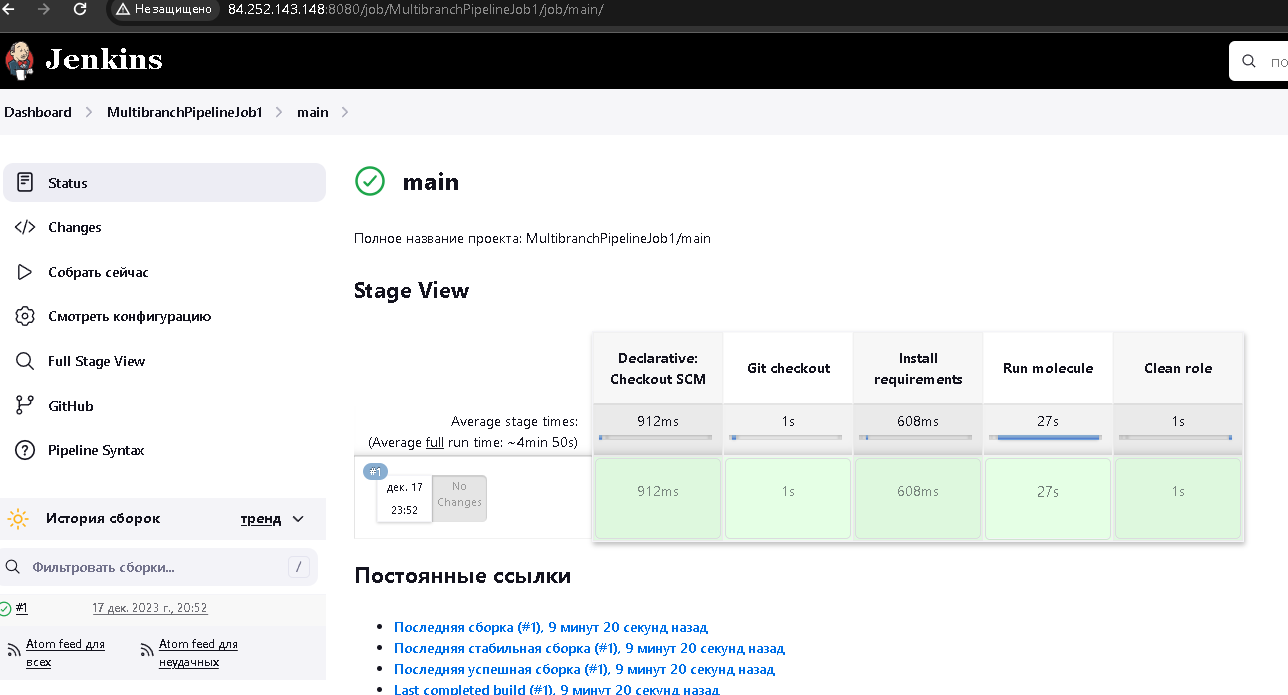 Не защищено 84.252.143.148:8080/job/MultibranchPipelineJob1/job/main/
Jenkins
по
Dashboard MultibranchPipelineJob1 main
Status
Changes
Собрать сейчас
Смотреть конфигурацию
Full Stage View
GitHub
Pipeline Syntax
История сборок тренд
Фильтровать сборки... /
#1 17 дек. 2023 г., 20:52
Atom feed для всех
Atom feed для неудачных
main
Полное название проекта: MultibranchPipelineJob1/main
Stage View
Declarative: Checkout SCM
Git checkout
Install requirements
Run molecule
Clean role
Average stage times:
(Average full run time: ~4min 50s)
912ms 1s 608ms 27s 1s
#1
дек. 17
23:52
No Changes
912ms 1s 608ms 27s 1s
Постоянные ссылки
Последняя сборка (#1), 9 минут 20 секунд назад
Последняя стабильная сборка (#1), 9 минут 20 секунд назад
Последняя успешная сборка (#1), 9 минут 20 секунд назад
Last completed build (#1), 9 минут 20 секунд назад